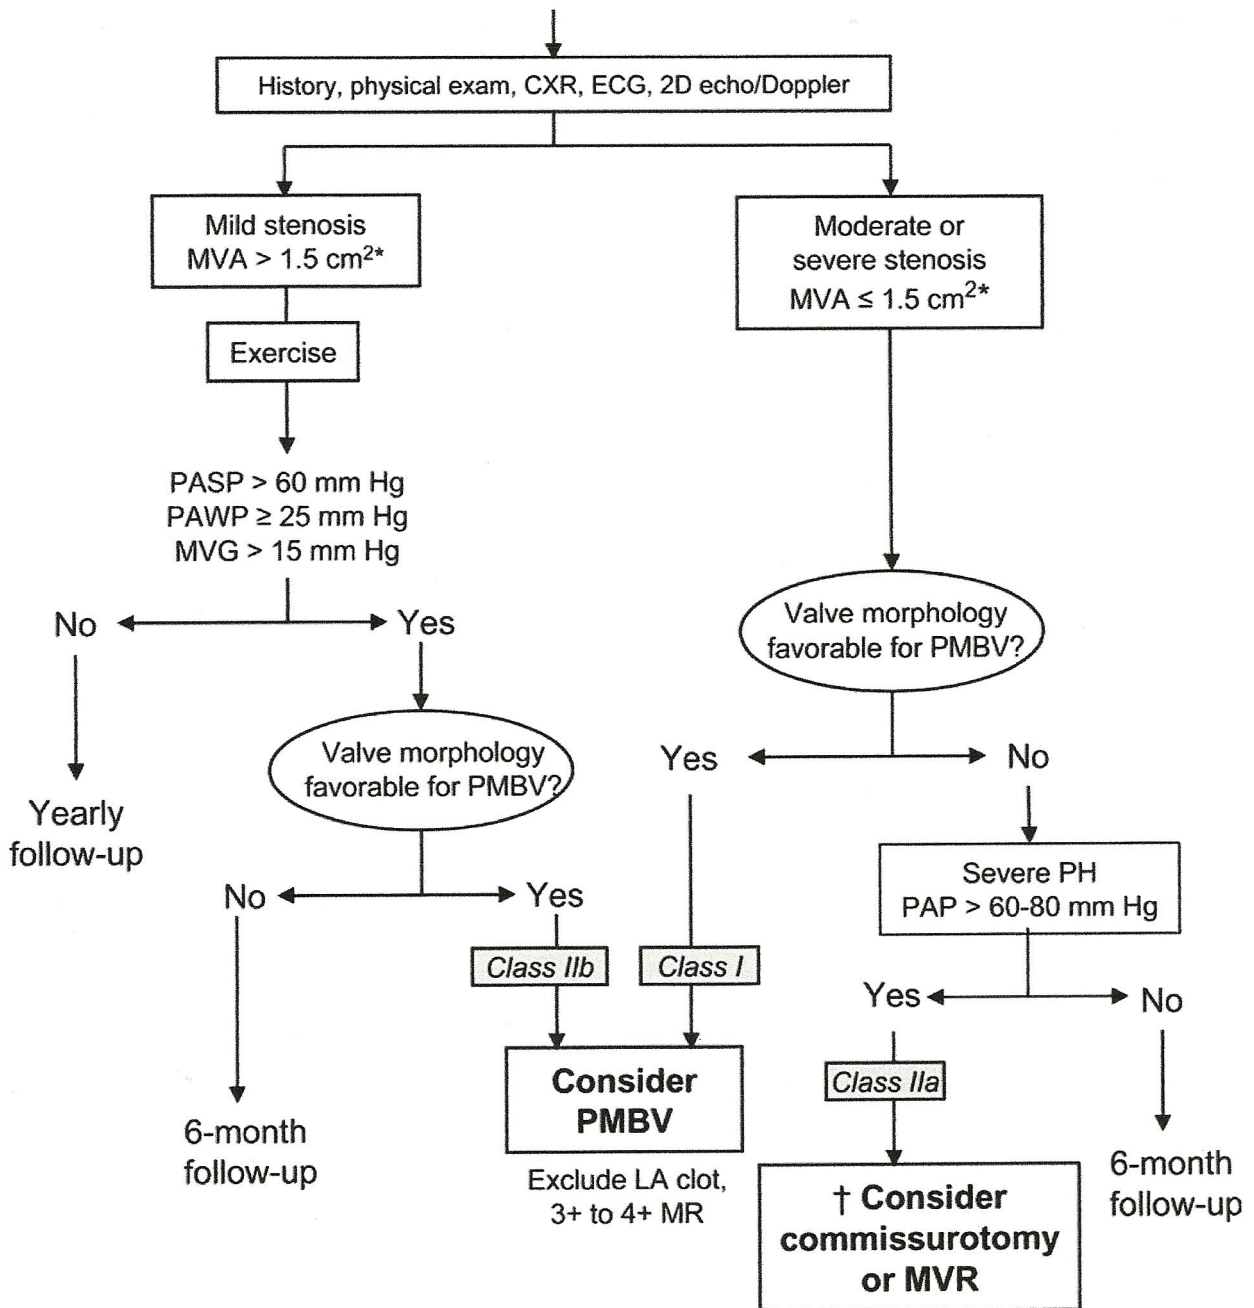 History, physical exam, CXR, ECG, 2D echo/Doppler
Mild stenosis
MVA > 1.5 cm²*
Moderate or
severe stenosis
MVA ≤ 1.5 cm²*
Exercise
PASP > 60 mm Hg
PAWP ≥ 25 mm Hg
MVG > 15 mm Hg
No
Yes
Valve morphology
favorable for PMBV?
Yearly
follow-up
Valve morphology
favorable for PMBV?
Yes
No
No
Yes
Severe PH
PAP > 60-80 mm Hg
Class IIb
Class I
Yes
No
Consider
PMBV
Exclude LA clot,
3+ to 4+ MR
Class IIa
6-month
follow-up
† Consider
commissurotomy
or MVR
6-month
follow-up